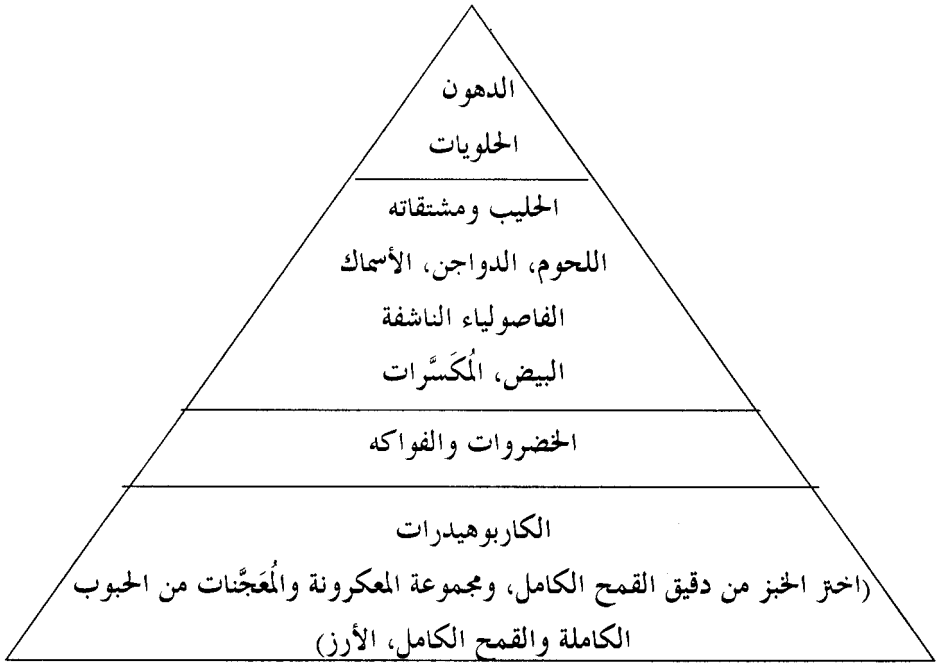 الدهون
الحلويات
الحليب ومشتقاته
اللحوم، الدواجن، الأسماك
الفاصولياء الناشفة
البيض، المُكَسَّرات
الخضروات والفواكه
الكاربوهيدرات
(اختر الخبز من دقيق القمح الكامل، ومجموعة المعكرونة والمُعَجَّنات من الحبوب
الكاملة والقمح الكامل، الأرز)